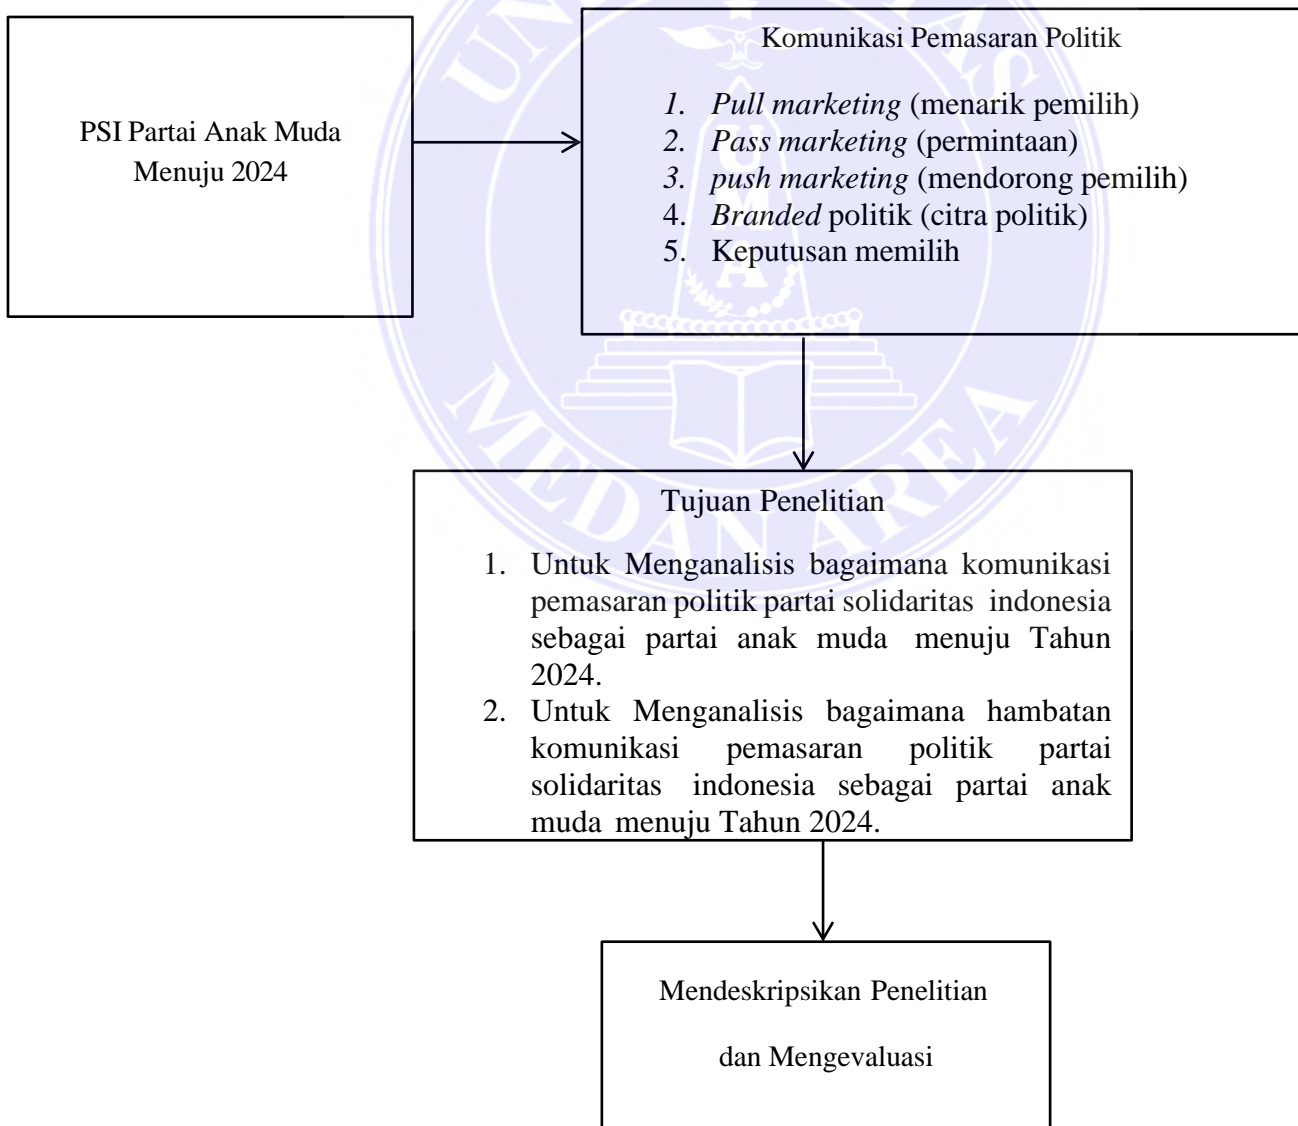 PSI Partai Anak Muda
Menuju 2024
Komunikasi Pemasaran Politik
1. Pull marketing (menarik pemilih)
2. Pass marketing (permintaan)
3. push marketing (mendorong pemilih)
4. Branded politik (citra politik)
5. Keputusan memilih
UMA
MEDAN AREA
Tujuan Penelitian
1. Untuk Menganalisis bagaimana komunikasi
pemasaran politik partai solidaritas indonesia
sebagai partai anak muda menuju Tahun
2024.
2. Untuk Menganalisis bagaimana hambatan
komunikasi pemasaran politik partai
solidaritas indonesia sebagai partai anak
muda menuju Tahun 2024.
Mendeskripsikan Penelitian
dan Mengevaluasi